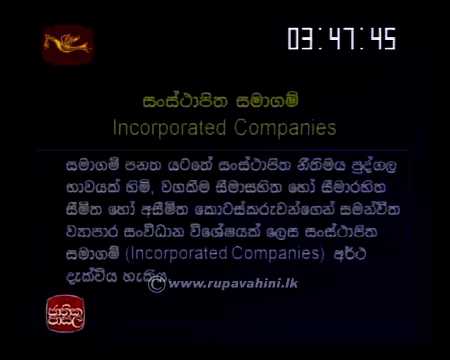 03:47:45
සංස්ථාපිත සමාගම්
Incorporated Companies
සමාගම් පනත යටතේ සංස්ථාපිත නීතිමය පුද්ගල
භාවයක් හිමි, වගකීම සීමාසහිත හෝ සීමාරහිත
සීමිත හෝ අසීමිත කොටස්කරුවන්ගෙන් සමන්විත
ව්‍යාපාර සංවිධාන විශේෂයක් ලෙස සංස්ථාපිත
සමාගම් (Incorporated Companies) අර්ථ
දැක්විය හැකිය
©www.rupavahini.lk
ජාතික
පාසල